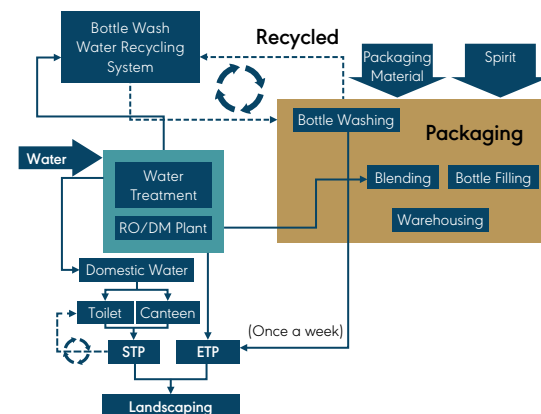 Bottle Wash
Water Recycling
System
Recycled
Packaging
Material
Spirit
Bottle Washing
Packaging
Water
Water
Treatment
Blending
Bottle Filling
RO/DM Plant
Warehousing
Domestic Water
Toilet
Canteen
(Once a week)
STP
ETP
Landscaping